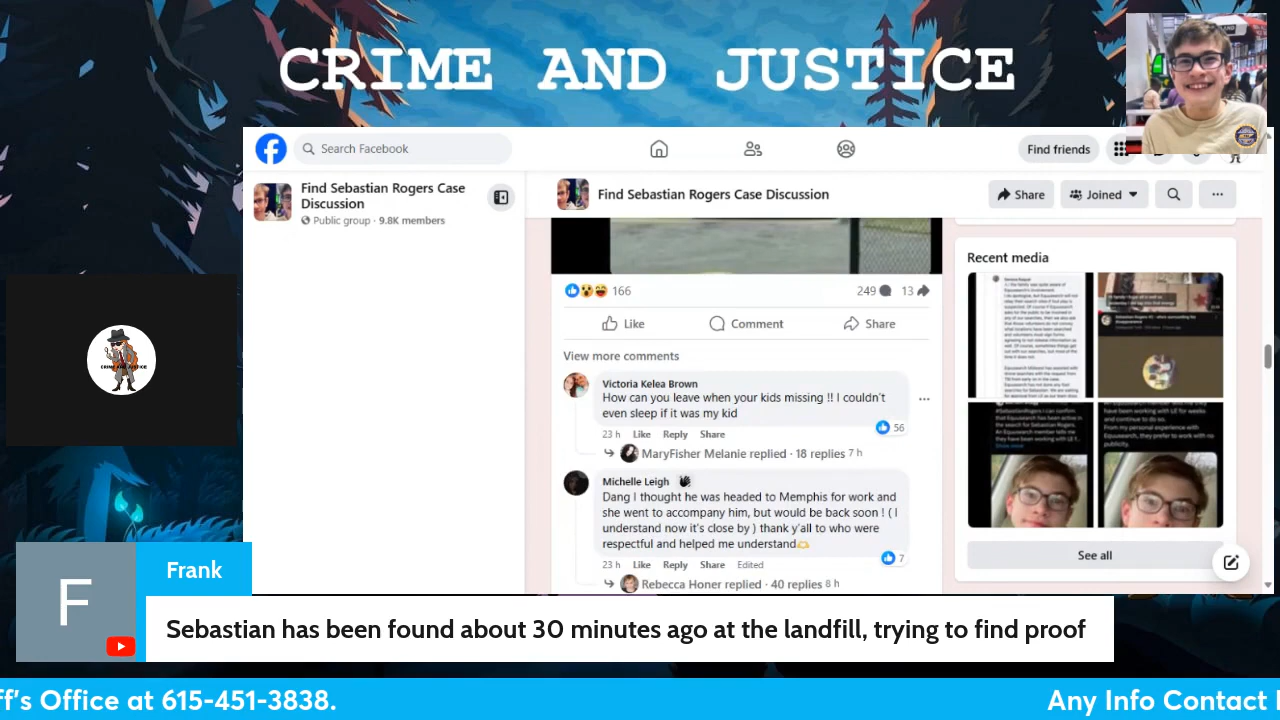 CRIME AND JUSTICE
Search Facebook
Find friends
Find Sebastian Rogers Case
Discussion
Public group · 9.8K members
Find Sebastian Rogers Case Discussion
Share
Joined
166
249
13
Like
Comment
Share
View more comments
Victoria Kelea Brown
How can you leave when your kids missing !! I couldn't
even sleep if it was my kid
56
23 h Like Reply Share
MaryFisher Melanie replied · 18 replies 7 h
Michelle Leigh
Dang I thought he was headed to Memphis for work and
she went to accompany him, but would be back soon ! ( I
understand now it's close by ) thank y'all to who were
respectful and helped me understand
7
23 h Like Reply Share Edited
Rebecca Honer replied · 40 replies 8 h
Recent media
See all
CRIME AND JUSTICE
F
Frank
Sebastian has been found about 30 minutes ago at the landfill, trying to find proof
ff's Office at 615-451-3838.
Any Info Contact